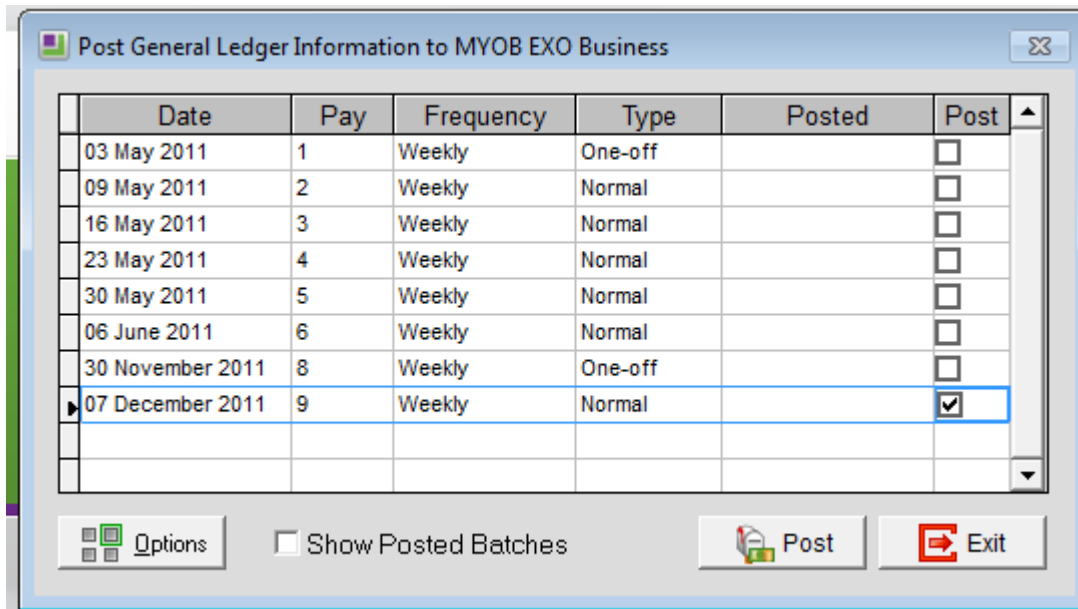 Post General Ledger Information to MYOB EXO Business
Date Pay Frequency Type Posted Post
03 May 2011 1 Weekly One-off
09 May 2011 2 Weekly Normal
16 May 2011 3 Weekly Normal
23 May 2011 4 Weekly Normal
30 May 2011 5 Weekly Normal
06 June 2011 6 Weekly Normal
30 November 2011 8 Weekly One-off
07 December 2011 9 Weekly Normal
Options Show Posted Batches Post Exit